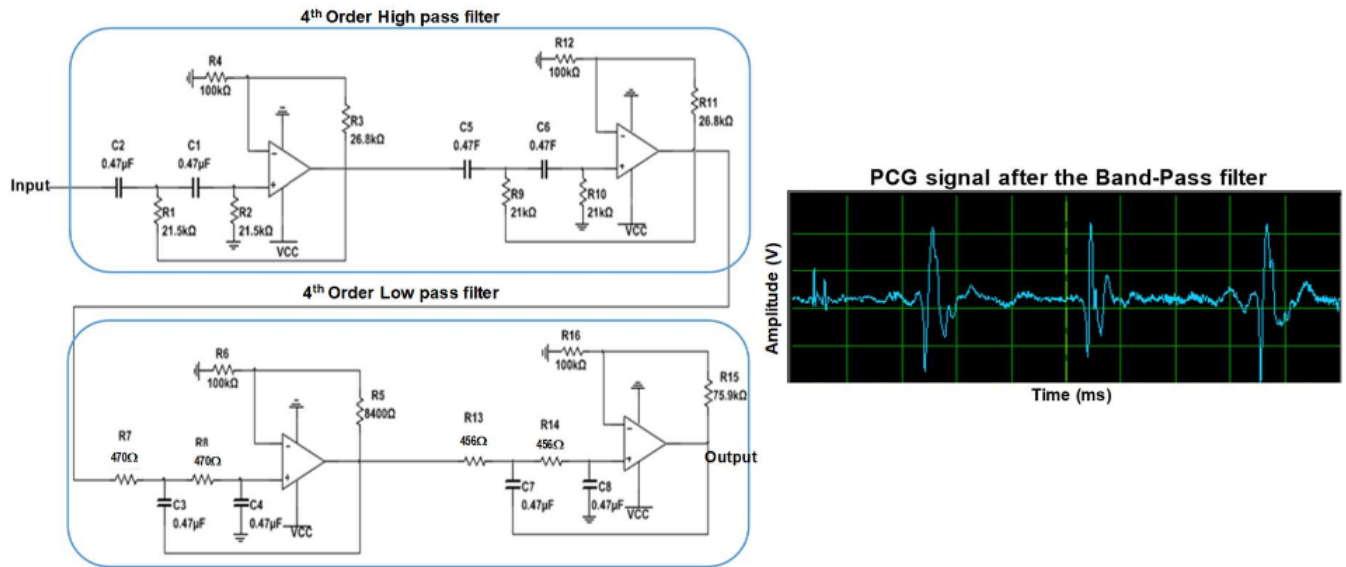 4th Order High pass filter
R4
100kΩ
R3
26.8kΩ
C2
0.47µF
C1
0.47µF
Input
R1
21.5kΩ
R2
21.5kΩ
VCC
R12
100kΩ
R11
26.8kΩ
C5
0.47F
C6
0.47F
R9
21kΩ
R10
21kΩ
VCC
4th Order Low pass filter
R6
100kΩ
R5
8400Ω
R7
470Ω
R8
470Ω
C3
0.47µF
C4
0.47µF
VCC
R16
100kΩ
R15
75.9kΩ
R13
456Ω
R14
456Ω
C7
0.47µF
C8
0.47µF
VCC
Output
PCG signal after the Band-Pass filter
Amplitude (V)
Time (ms)